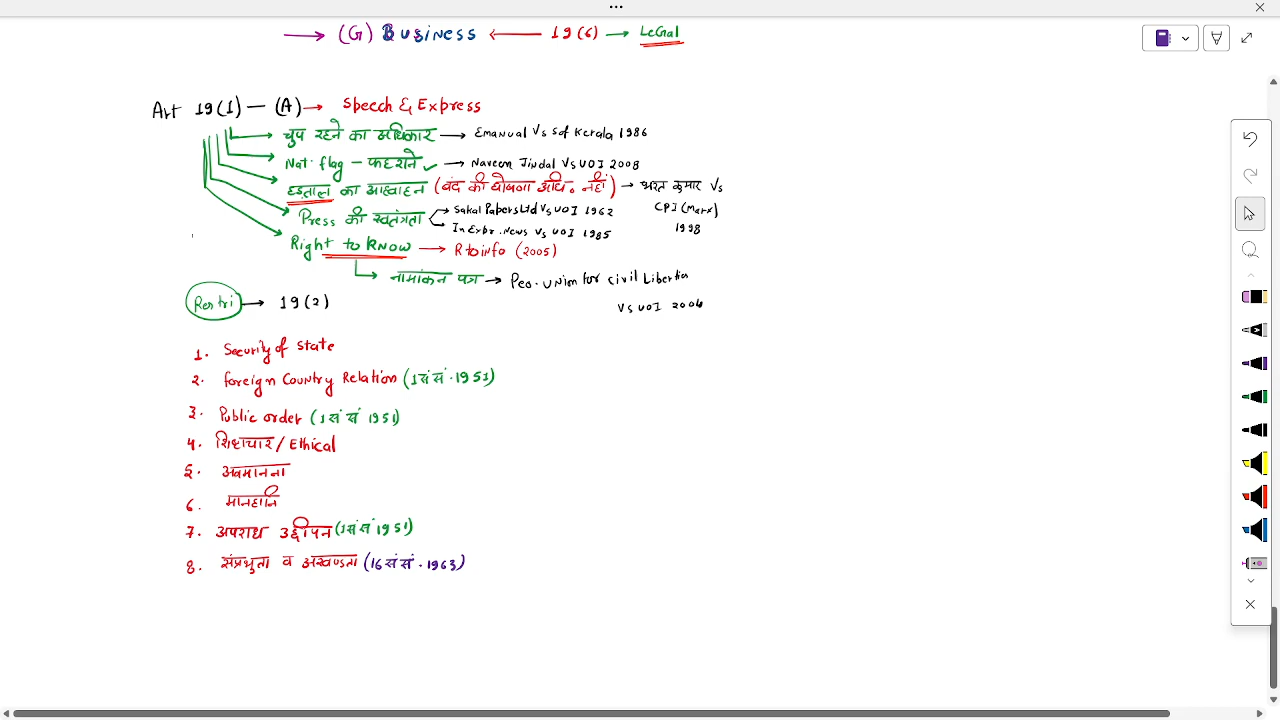 → (G) Business ← 19(6) → LeGal
Art 19(1) – (A) → Speech & Express
→ चुप रहने का अधिकार → Emanual Vs S of Kerala 1986
→ Nat. flag – फहराने ✓ → Naveen Jindal Vs UOI 2008
→ हड़ताल का आह्वाहन (बंद की घोषणा अधि० नहीं) → भरत कुमार Vs
CPI (Marx)
1998
→ Press की स्वतंत्रता Sakal Papers Ltd Vs UOI 1962
In Expr. News Vs UOI 1985
Right to Know → R to info (2005)
→ नामांकन पत्र → Peo. Union for civil Liberties
Vs UOI 2004
Restri → 19(2)
1. Security of State
2. Foreign Country Relation (1 सं सं. 1951)
3. Public order (1 सं सं 1951)
4. शिष्टाचार / Ethical
5. अवमानना
6. मानहानि
7. अपराध उद्दीपन (1 सं सं 1951)
8. संप्रभुता व अखण्डता (16 सं सं. 1963)